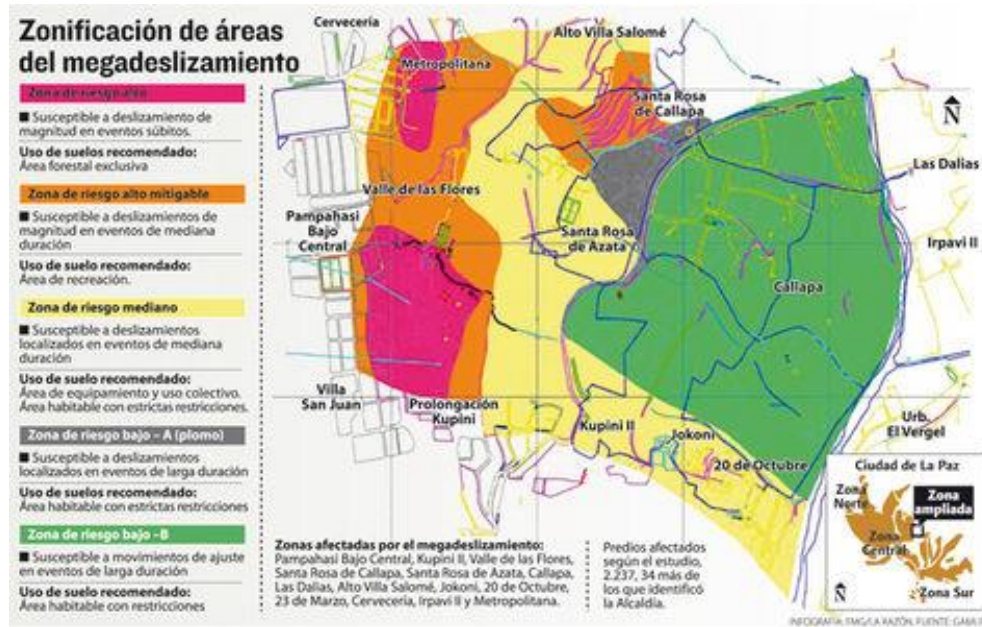 Zonificación de áreas
del megadeslizamiento
Zona de riesgo alto
■ Susceptible a deslizamiento de
magnitud en eventos súbitos.
Uso de suelos recomendado:
Área forestal exclusiva
Zona de riesgo alto mitigable
■ Susceptible a deslizamientos de
magnitud en eventos de mediana
duración
Uso de suelo recomendado:
Área de recreación.
Zona de riesgo mediano
■ Susceptible a deslizamientos
localizados en eventos de mediana
duración
Uso de suelo recomendado:
Área de equipamiento y uso colectivo.
Área habitable con estrictas restricciones.
Zona de riesgo bajo – A (plomo)
■ Susceptible a deslizamientos
localizados en eventos de larga duración
Uso de suelos recomendado:
Área habitable con estrictas restricciones
Zona de riesgo bajo –B
■ Susceptible a movimientos de ajuste
en eventos de larga duración
Uso de suelo recomendado:
Área habitable con restricciones
Cervecería
Alto Villa Salomé
Metropolitana
Santa Rosa
de Callapa
N
Las Dalias
Valle de las Flores
Pampahasi
Bajo
Central
Santa Rosa
de Azata
Irpavi II
Callapa
Villa
San Juan
Prolongación
Kupini
Kupini II
Jokoni
Urb.
El Vergel
20 de Octubre
Ciudad de La Paz
Zona
Norte
Zona
ampliada
Zona
Central
N
Zona Sur
Zonas afectadas por el megadeslizamiento:
Pampahasi Bajo Central, Kupini II, Valle de las Flores,
Santa Rosa de Callapa, Santa Rosa de Azata, Callapa,
Las Dalias, Alto Villa Salomé, Jokoni, 20 de Octubre,
23 de Marzo, Cervecería, Irpavi II y Metropolitana.
Predios afectados
según el estudio,
2.237, 34 más de
los que identificó
la Alcaldía.
INFOGRAFÍA: FMG/LA RAZÓN. FUENTE: